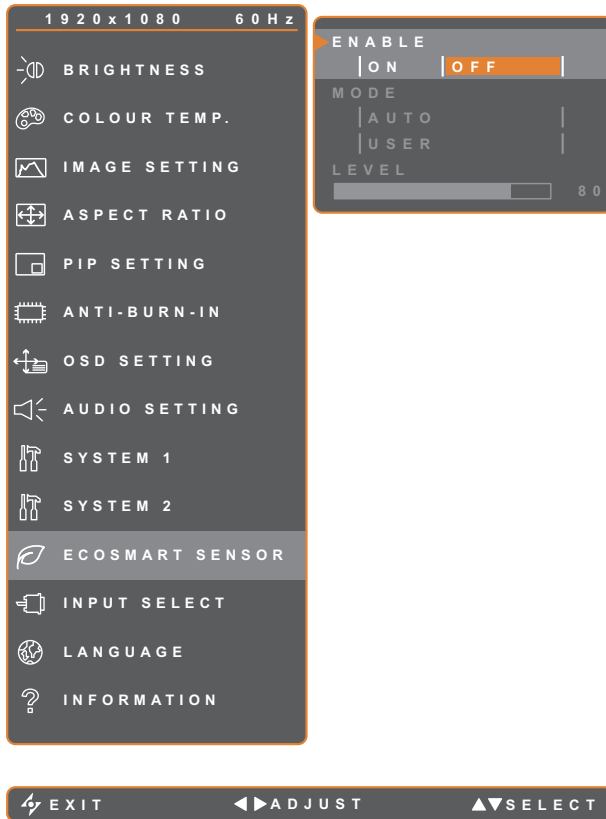 1920x1080 60Hz
BRIGHTNESS
COLOUR TEMP.
IMAGE SETTING
ASPECT RATIO
PIP SETTING
ANTI-BURN-IN
OSD SETTING
AUDIO SETTING
SYSTEM 1
SYSTEM 2
ECOSMART SENSOR
INPUT SELECT
LANGUAGE
INFORMATION
ENABLE
ON OFF
MODE
AUTO
USER
LEVEL
80
EXIT ADJUST SELECT